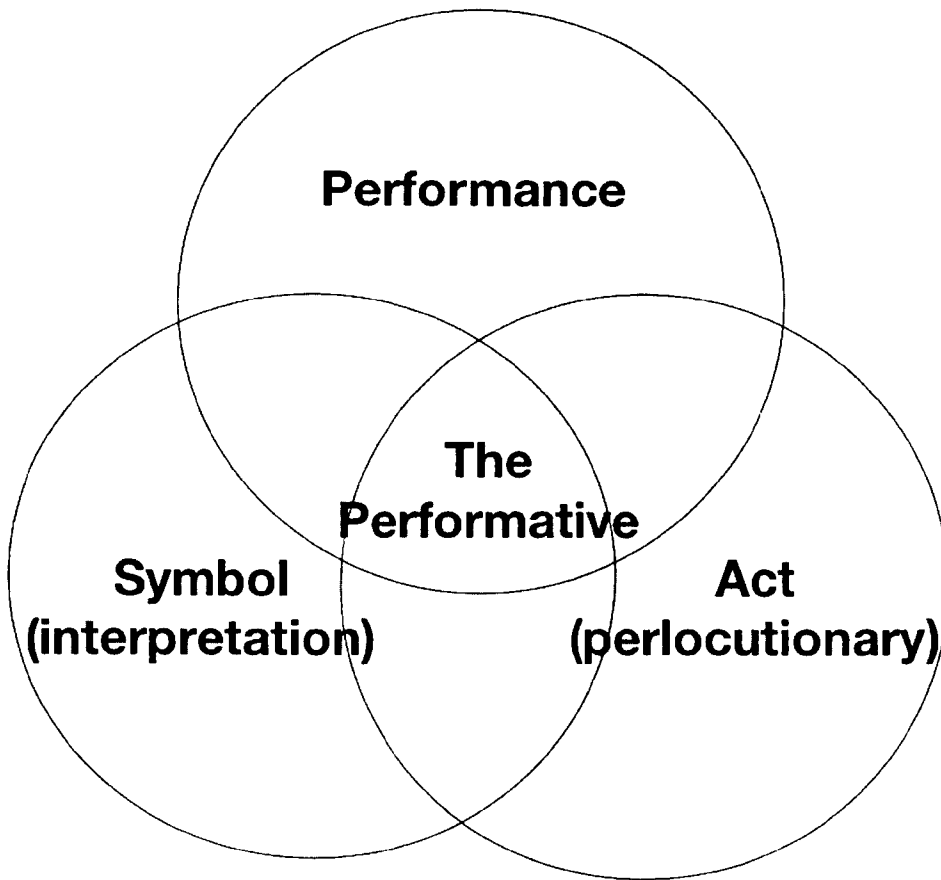 Performance
The
Performative
Symbol
(interpretation)
Act
(perlocutionary)